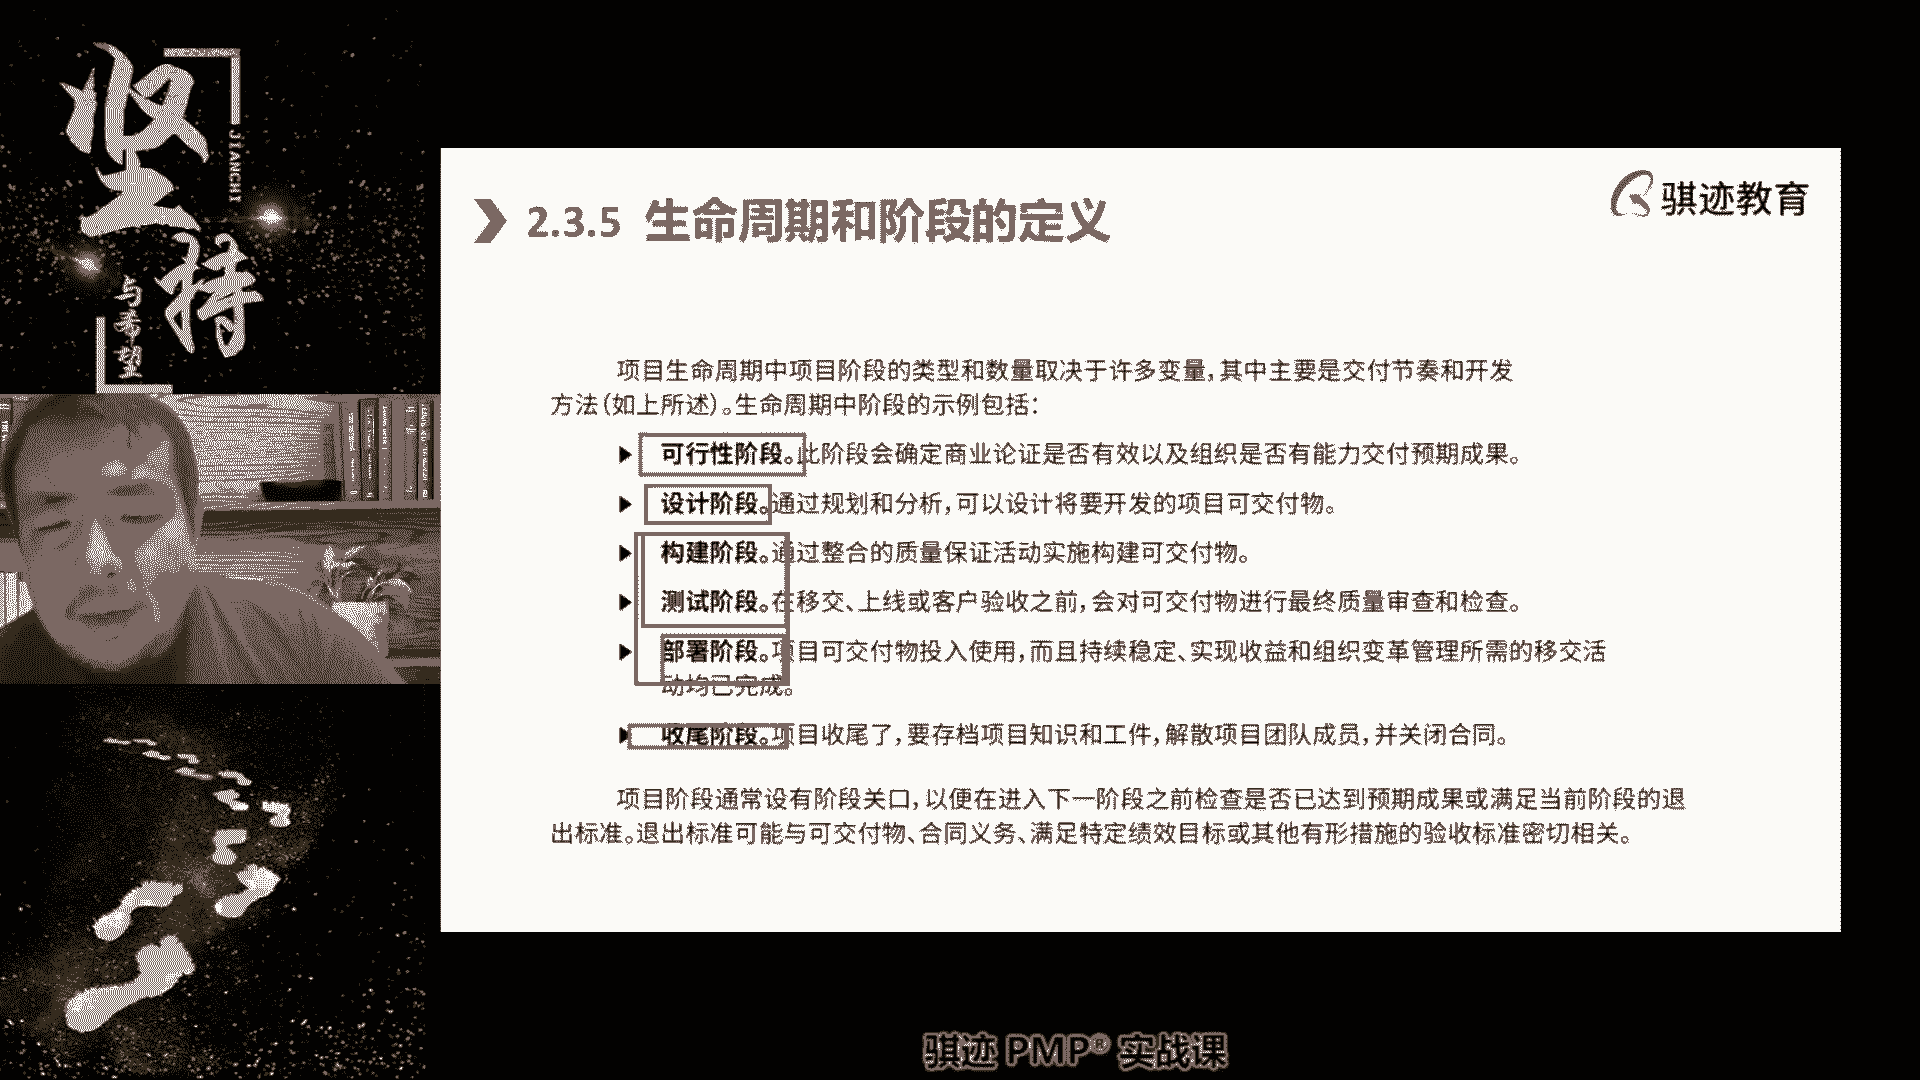 坚持
JIANCHI
与希望
骐迹教育
2.3.5 生命周期和阶段的定义
项目生命周期中项目阶段的类型和数量取决于许多变量，其中主要是交付节奏和开发
方法（如上所述）。生命周期中阶段的示例包括：
可行性阶段。此阶段会确定商业论证是否有效以及组织是否有能力交付预期成果。
设计阶段。通过规划和分析，可以设计将要开发的项目可交付物。
构建阶段。通过整合的质量保证活动实施构建可交付物。
测试阶段。在移交、上线或客户验收之前，会对可交付物进行最终质量审查和检查。
部署阶段。项目可交付物投入使用，而且持续稳定、实现收益和组织变革管理所需的移交活
动均已完成。
收尾阶段。项目收尾了，要存档项目知识和工件，解散项目团队成员，并关闭合同。
项目阶段通常设有阶段关口，以便在进入下一阶段之前检查是否已达到预期成果或满足当前阶段的退
出标准。退出标准可能与可交付物、合同义务、满足特定绩效目标或其他有形措施的验收标准密切相关。
骐迹 PMP® 实战课